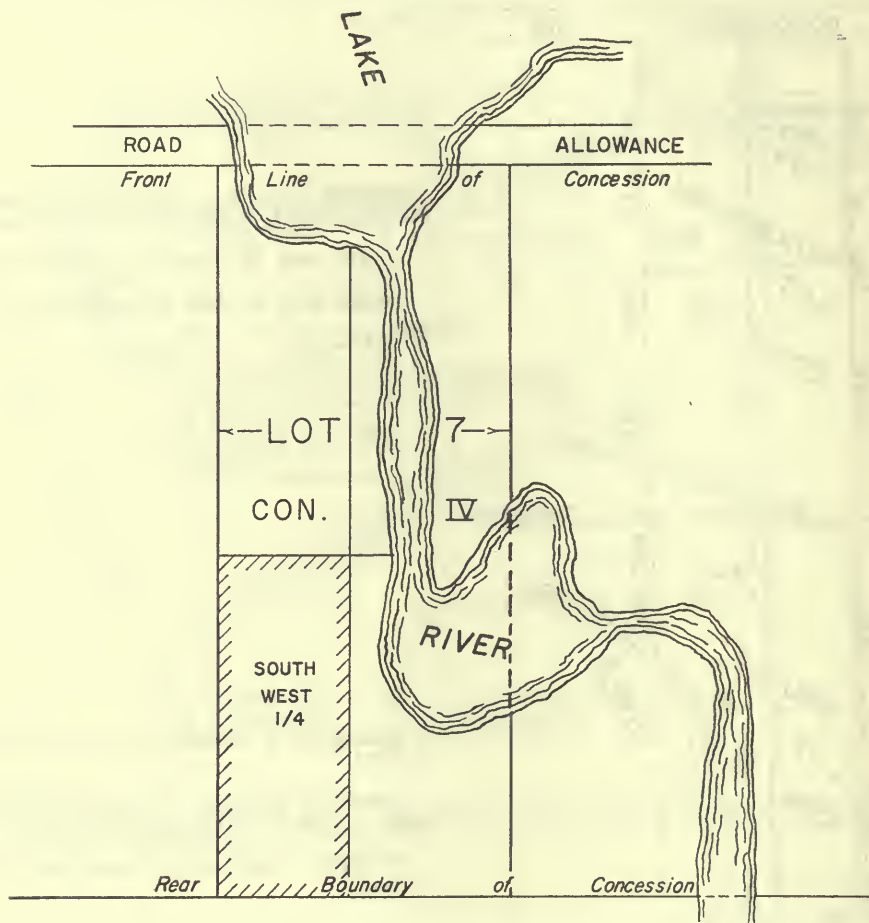 LAKE
ROAD ALLOWANCE
Front Line of Concession
←LOT 7→
CON. IV
RIVER
SOUTH
WEST
1/4
Rear Boundary of Concession